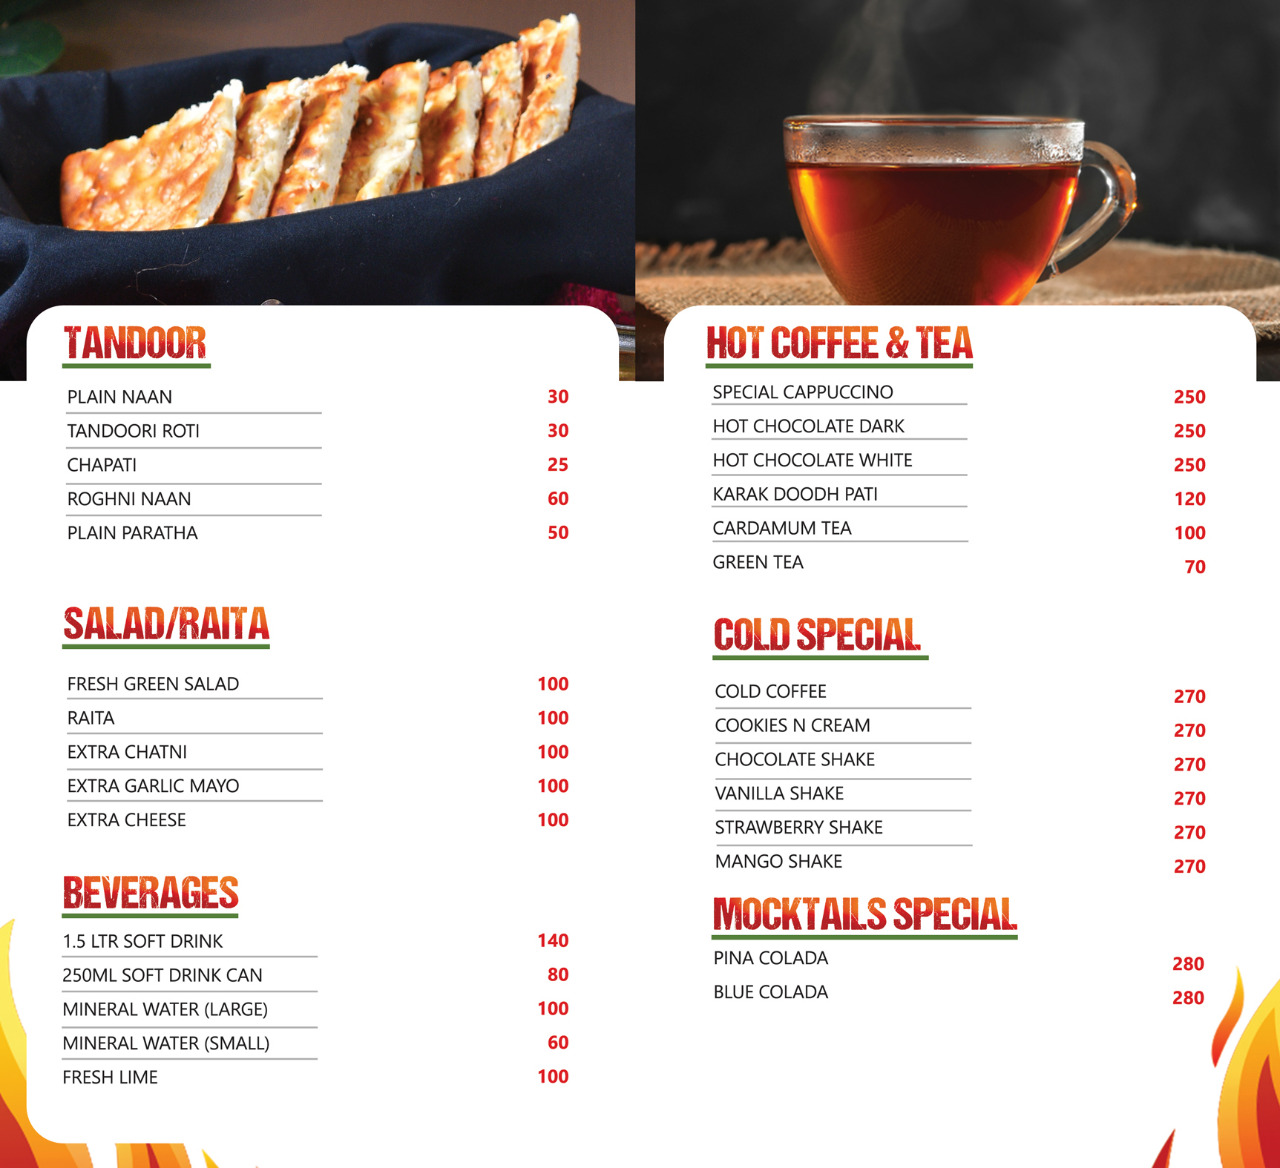 TANDOOR
PLAIN NAAN 30
TANDOORI ROTI 30
CHAPATI 25
ROGHNI NAAN 60
PLAIN PARATHA 50
SALAD/RAITA
FRESH GREEN SALAD 100
RAITA 100
EXTRA CHATNI 100
EXTRA GARLIC MAYO 100
EXTRA CHEESE 100
BEVERAGES
1.5 LTR SOFT DRINK 140
250ML SOFT DRINK CAN 80
MINERAL WATER (LARGE) 100
MINERAL WATER (SMALL) 60
FRESH LIME 100
HOT COFFEE & TEA
SPECIAL CAPPUCCINO 250
HOT CHOCOLATE DARK 250
HOT CHOCOLATE WHITE 250
KARAK DOODH PATI 120
CARDAMUM TEA 100
GREEN TEA 70
COLD SPECIAL
COLD COFFEE 270
COOKIES N CREAM 270
CHOCOLATE SHAKE 270
VANILLA SHAKE 270
STRAWBERRY SHAKE 270
MANGO SHAKE 270
MOCKTAILS SPECIAL
PINA COLADA 280
BLUE COLADA 280